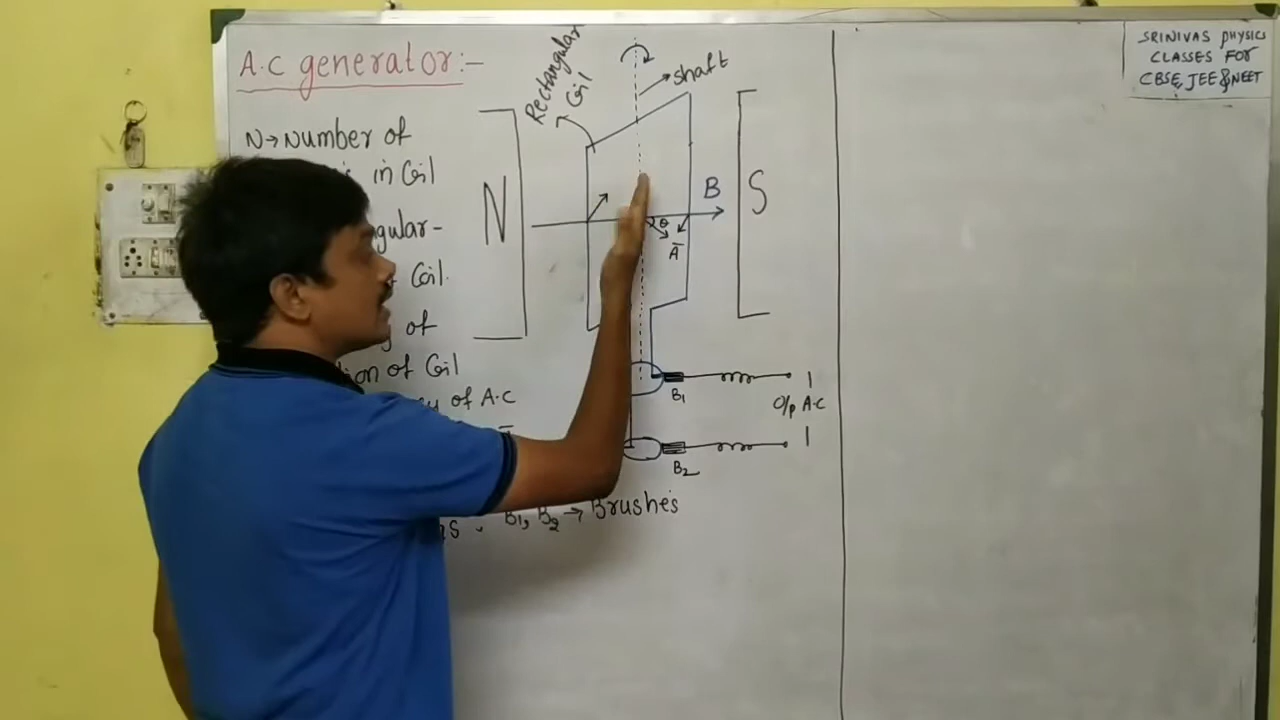 A.C generator:-
N→Number of
in Coil
gular-
Coil.
of
tion of Coil
of A.C
B1, B2 → Brushes
Rectangular
Coil
shaft
N
S
B
θ
A
B1
B2
O/p A.C
SRINIVAS PHYSICS
CLASSES FOR
CBSE, JEE & NEET